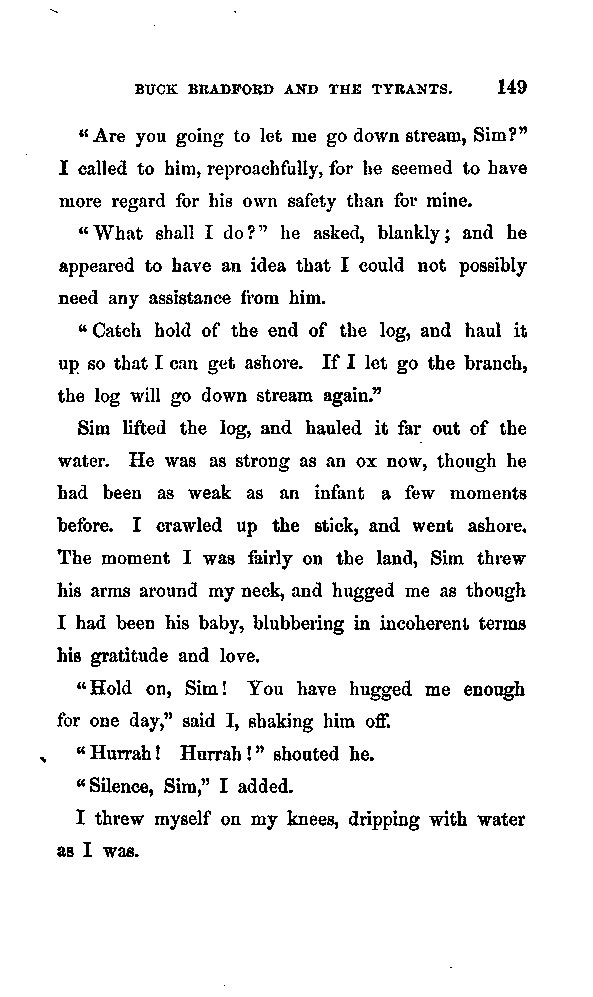 BUCK BRADFORD AND THE TYRANTS. 149
“Are you going to let me go down stream, Sim?”
I called to him, reproachfully, for he seemed to have
more regard for his own safety than for mine.
“What shall I do?” he asked, blankly; and he
appeared to have an idea that I could not possibly
need any assistance from him.
“Catch hold of the end of the log, and haul it
up so that I can get ashore. If I let go the branch,
the log will go down stream again.”
Sim lifted the log, and hauled it far out of the
water. He was as strong as an ox now, though he
had been as weak as an infant a few moments
before. I crawled up the stick, and went ashore.
The moment I was fairly on the land, Sim threw
his arms around my neck, and hugged me as though
I had been his baby, blubbering in incoherent terms
his gratitude and love.
“Hold on, Sim! You have hugged me enough
for one day,” said I, shaking him off.
“Hurrah! Hurrah!” shouted he.
“Silence, Sim,” I added.
I threw myself on my knees, dripping with water
as I was.